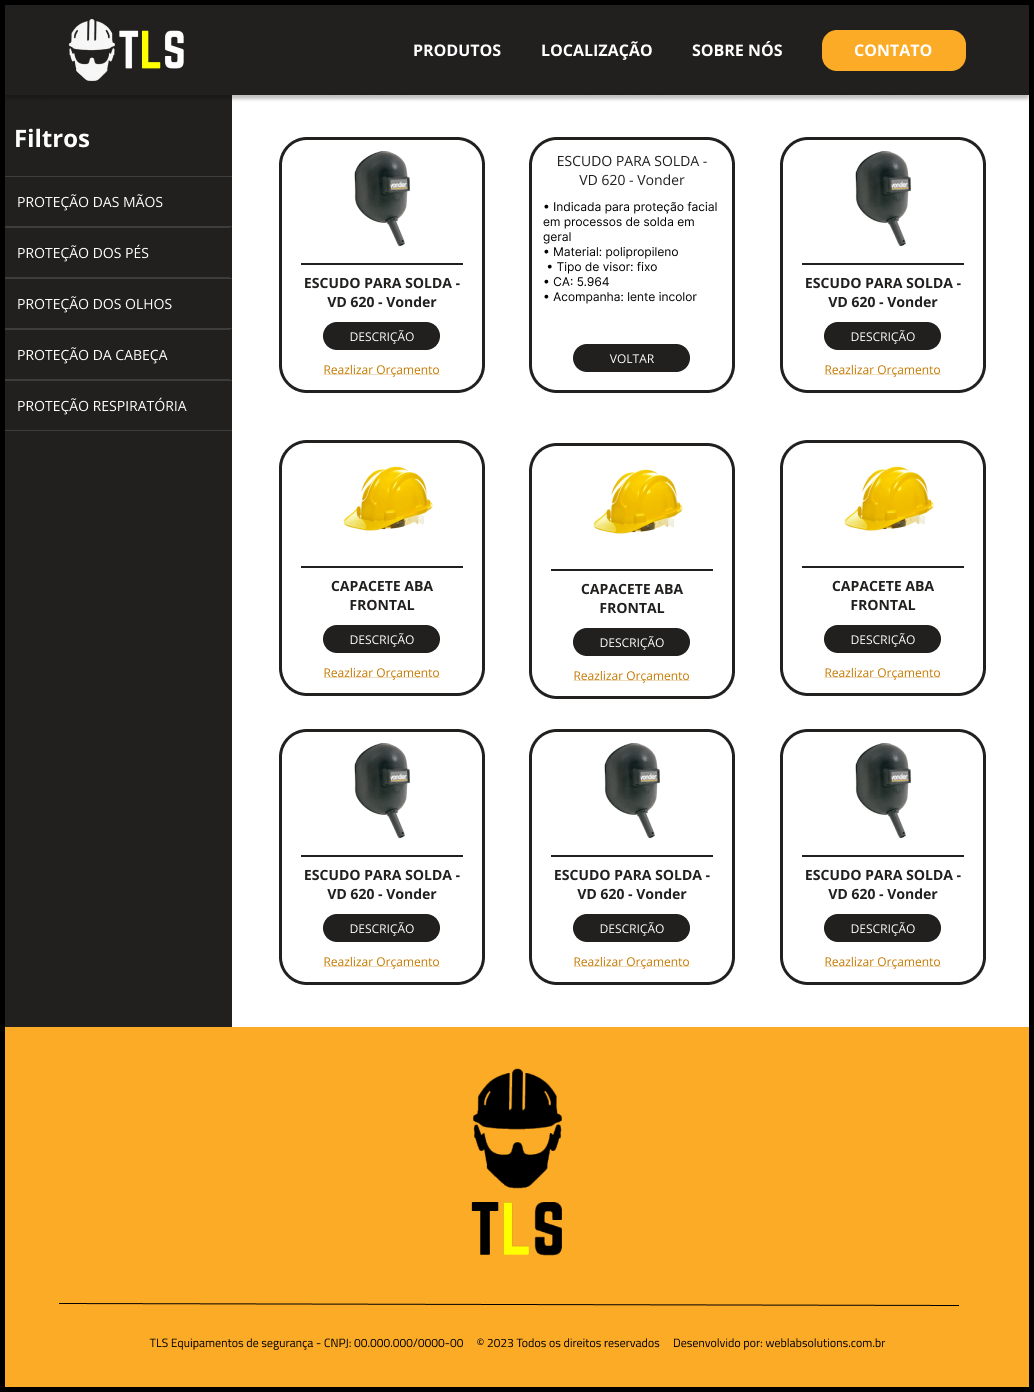 TLS
PRODUTOS
LOCALIZAÇÃO
SOBRE NÓS
CONTATO
Filtros
PROTEÇÃO DAS MÃOS
PROTEÇÃO DOS PÉS
PROTEÇÃO DOS OLHOS
PROTEÇÃO DA CABEÇA
PROTEÇÃO RESPIRATÓRIA
vonder
ESCUDO PARA SOLDA -
VD 620 - Vonder
DESCRIÇÃO
Reazlizar Orçamento
ESCUDO PARA SOLDA -
VD 620 - Vonder
• Indicada para proteção facial
em processos de solda em
geral
• Material: polipropileno
• Tipo de visor: fixo
• CA: 5.964
• Acompanha: lente incolor
VOLTAR
vonder
ESCUDO PARA SOLDA -
VD 620 - Vonder
DESCRIÇÃO
Reazlizar Orçamento
CAPACETE ABA
FRONTAL
DESCRIÇÃO
Reazlizar Orçamento
CAPACETE ABA
FRONTAL
DESCRIÇÃO
Reazlizar Orçamento
CAPACETE ABA
FRONTAL
DESCRIÇÃO
Reazlizar Orçamento
vonder
ESCUDO PARA SOLDA -
VD 620 - Vonder
DESCRIÇÃO
Reazlizar Orçamento
vonder
ESCUDO PARA SOLDA -
VD 620 - Vonder
DESCRIÇÃO
Reazlizar Orçamento
vonder
ESCUDO PARA SOLDA -
VD 620 - Vonder
DESCRIÇÃO
Reazlizar Orçamento
TLS
TLS Equipamentos de segurança - CNPJ: 00.000.000/0000-00 © 2023 Todos os direitos reservados Desenvolvido por: weblabsolutions.com.br